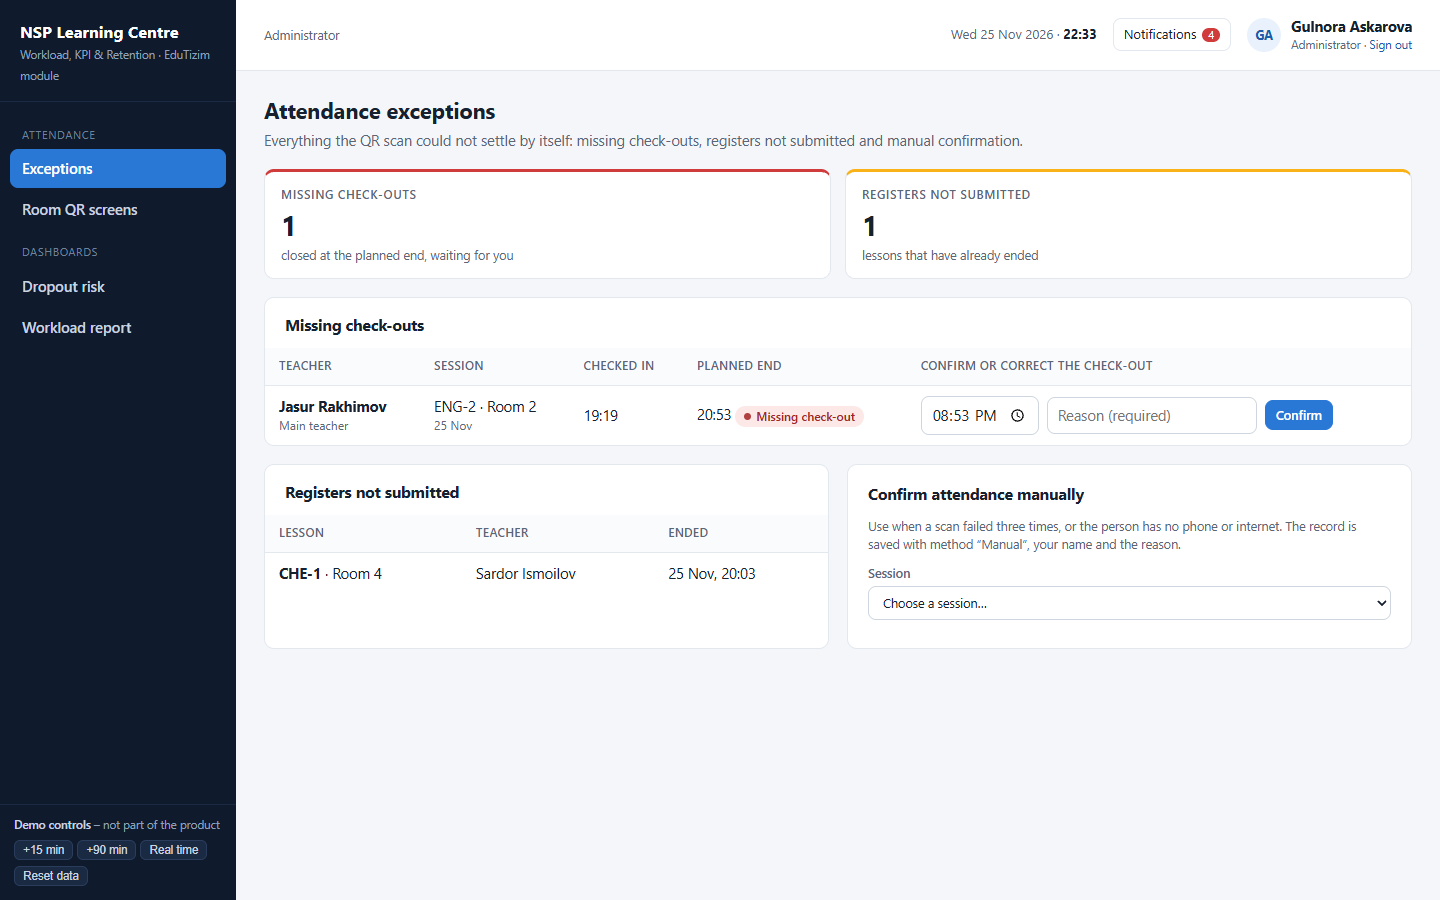 NSP Learning Centre
Workload, KPI & Retention · EduTizim
module
ATTENDANCE
Exceptions
Room QR screens
DASHBOARDS
Dropout risk
Workload report
Demo controls – not part of the product
+15 min
+90 min
Real time
Reset data
Administrator
Wed 25 Nov 2026 · 22:33
Notifications 4
GA
Gulnora Askarova
Administrator · Sign out
Attendance exceptions
Everything the QR scan could not settle by itself: missing check-outs, registers not submitted and manual confirmation.
MISSING CHECK-OUTS
1
closed at the planned end, waiting for you
REGISTERS NOT SUBMITTED
1
lessons that have already ended
Missing check-outs
TEACHER SESSION CHECKED IN PLANNED END CONFIRM OR CORRECT THE CHECK-OUT
Jasur Rakhimov
Main teacher
ENG-2 · Room 2
25 Nov
19:19
20:53 Missing check-out
08:53 PM
Reason (required)
Confirm
Registers not submitted
LESSON TEACHER ENDED
CHE-1 · Room 4 Sardor Ismoilov 25 Nov, 20:03
Confirm attendance manually
Use when a scan failed three times, or the person has no phone or internet. The record is
saved with method “Manual”, your name and the reason.
Session
Choose a session...